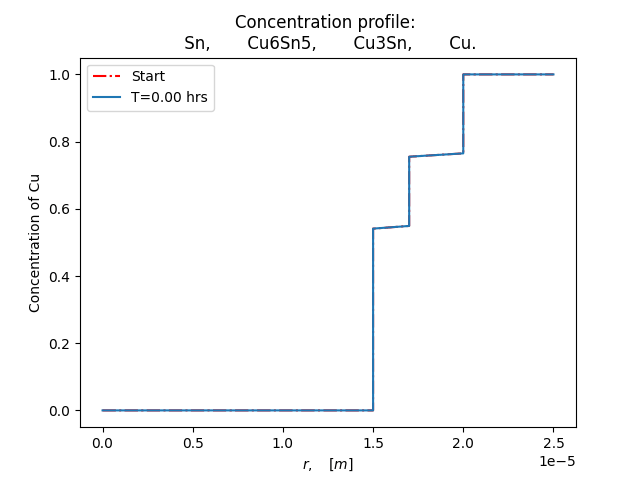 Concentration profile:
Sn, Cu6Sn5, Cu3Sn, Cu.
Start
T=0.00 hrs
Concentration of Cu
1.0
0.8
0.6
0.4
0.2
0.0
0.0 0.5 1.0 1.5 2.0 2.5
1e−5
r, [m]